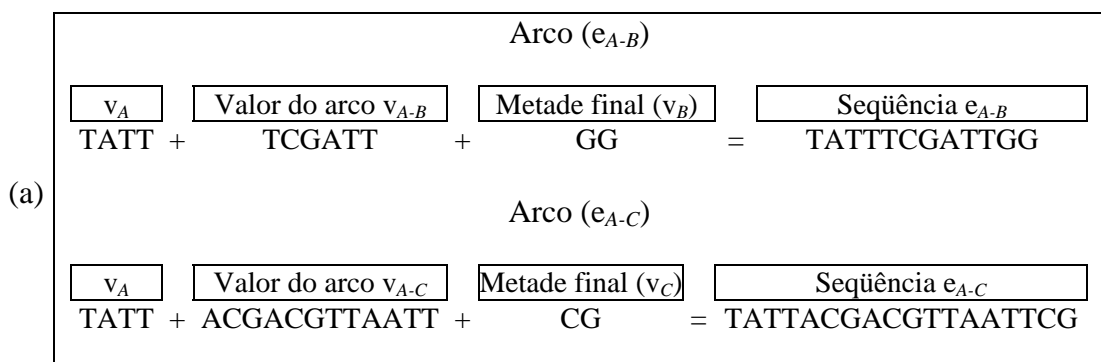 Arco (eA-B)
vA Valor do arco vA-B Metade final (vB) Seqüência eA-B
TATT + TCGATT + GG = TATTTCGATTGG
(a)
Arco (eA-C)
vA Valor do arco vA-C Metade final (vC) Seqüência eA-C
TATT + ACGACGTTAATT + CG = TATTACGACGTTAATTCG